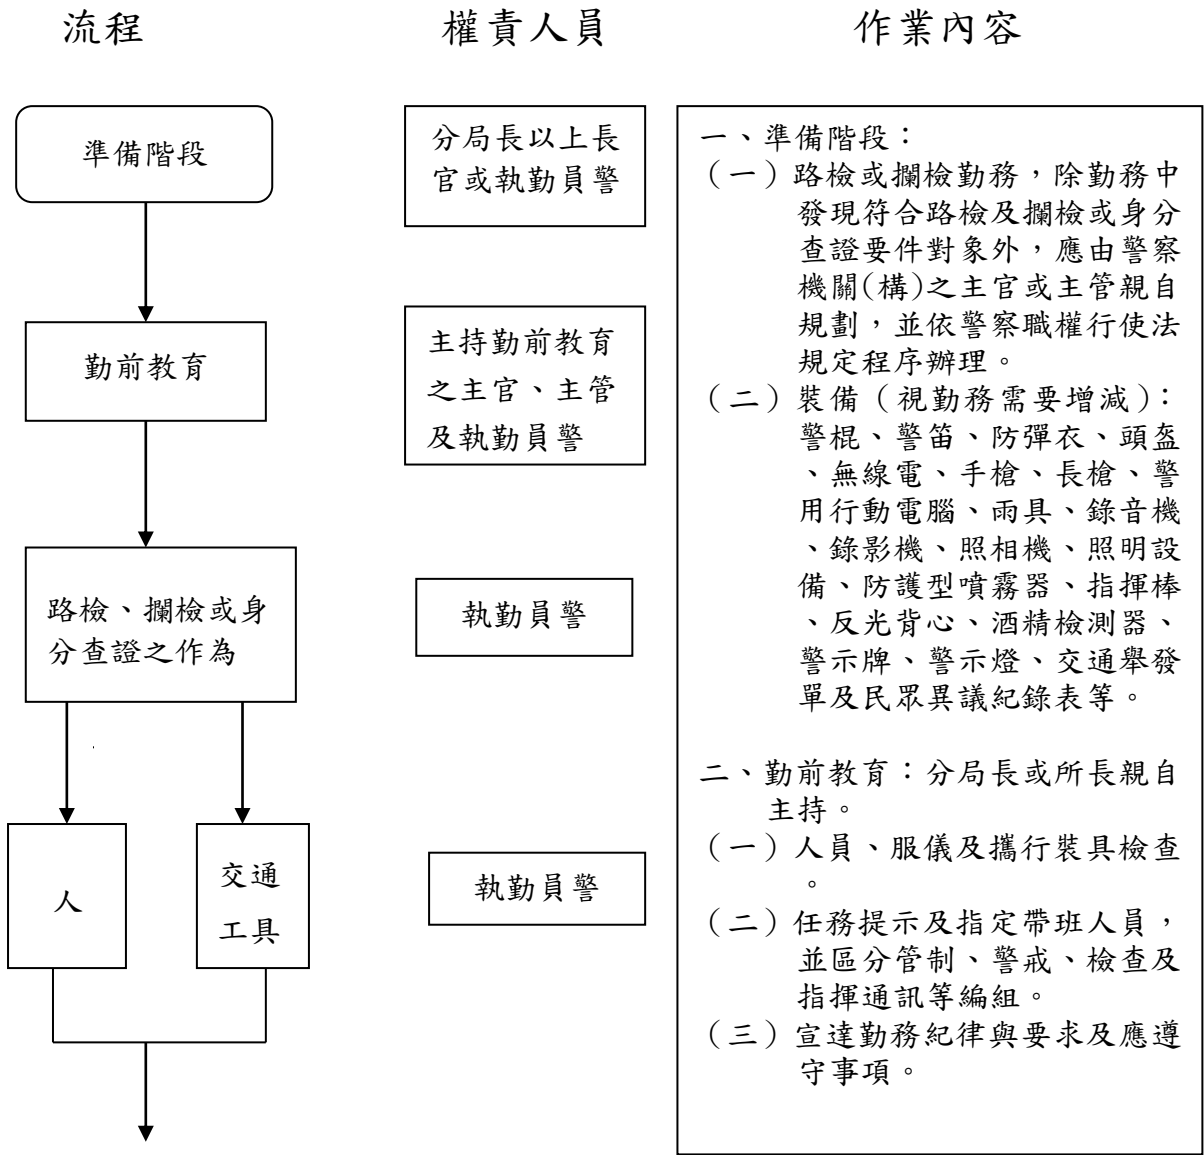 流程
權責人員
作業內容
準備階段
分局長以上長
官或執勤員警
勤前教育
主持勤前教育
之主官、主管
及執勤員警
路檢、攔檢或身
分查證之作為
執勤員警
人
交通
工具
執勤員警
一、準備階段：
（一）路檢或攔檢勤務，除勤務中
發現符合路檢及攔檢或身分
查證要件對象外，應由警察
機關(構)之主官或主管親自
規劃，並依警察職權行使法
規定程序辦理。
（二）裝備（視勤務需要增減）：
警棍、警笛、防彈衣、頭盔
、無線電、手槍、長槍、警
用行動電腦、雨具、錄音機
、錄影機、照相機、照明設
備、防護型噴霧器、指揮棒
、反光背心、酒精檢測器、
警示牌、警示燈、交通舉發
單及民眾異議紀錄表等。
二、勤前教育：分局長或所長親自
主持。
（一）人員、服儀及攜行裝具檢查
。
（二）任務提示及指定帶班人員，
並區分管制、警戒、檢查及
指揮通訊等編組。
（三）宣達勤務紀律與要求及應遵
守事項。